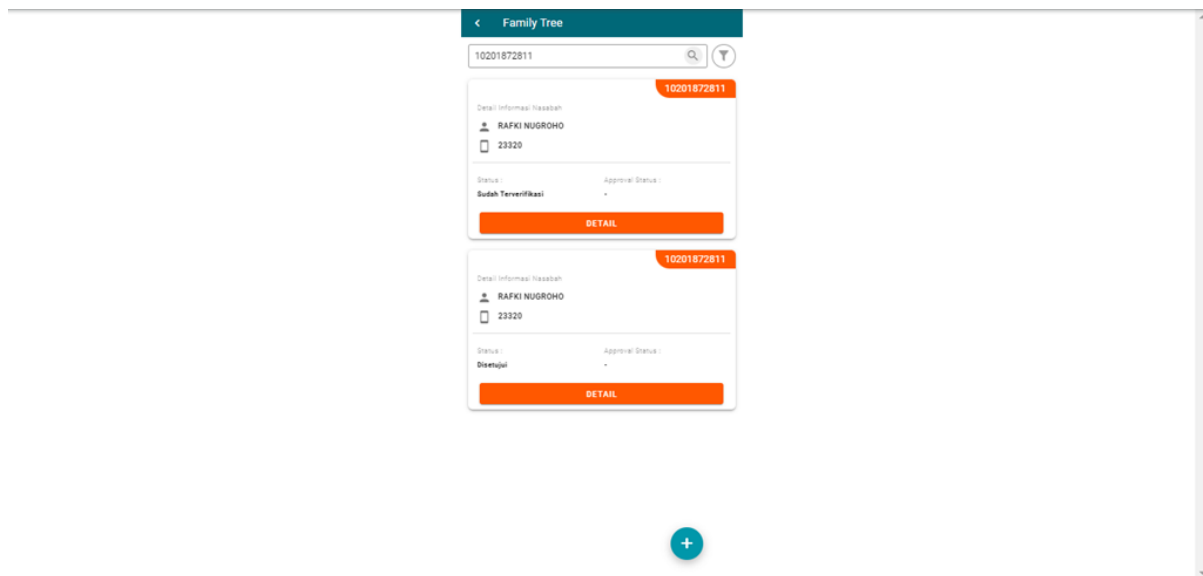 Family Tree
10201872811
10201872811
Detail Informasi Nasabah
RAFKI NUGROHO
23320
Status : Approval Status :
Sudah Terverifikasi -
DETAIL
10201872811
Detail Informasi Nasabah
RAFKI NUGROHO
23320
Status : Approval Status :
Disetujui -
DETAIL